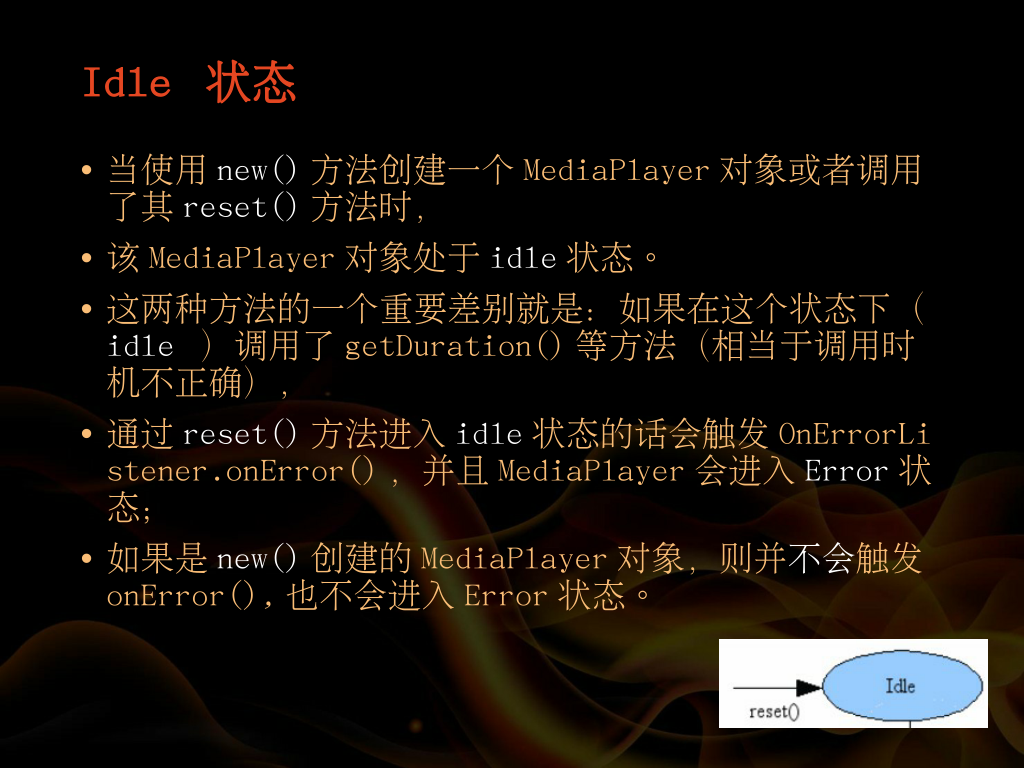 Idle 状态
• 当使用 new() 方法创建一个 MediaPlayer 对象或者调用
了其 reset() 方法时,
• 该 MediaPlayer 对象处于 idle 状态。
• 这两种方法的一个重要差别就是：如果在这个状态下（
idle ）调用了 getDuration() 等方法（相当于调用时
机不正确）,
• 通过 reset() 方法进入 idle 状态的话会触发 OnErrorLi
stener.onError() , 并且 MediaPlayer 会进入 Error 状
态;
• 如果是 new() 创建的 MediaPlayer 对象, 则并不会触发
onError(), 也不会进入 Error 状态。
Idle
reset()